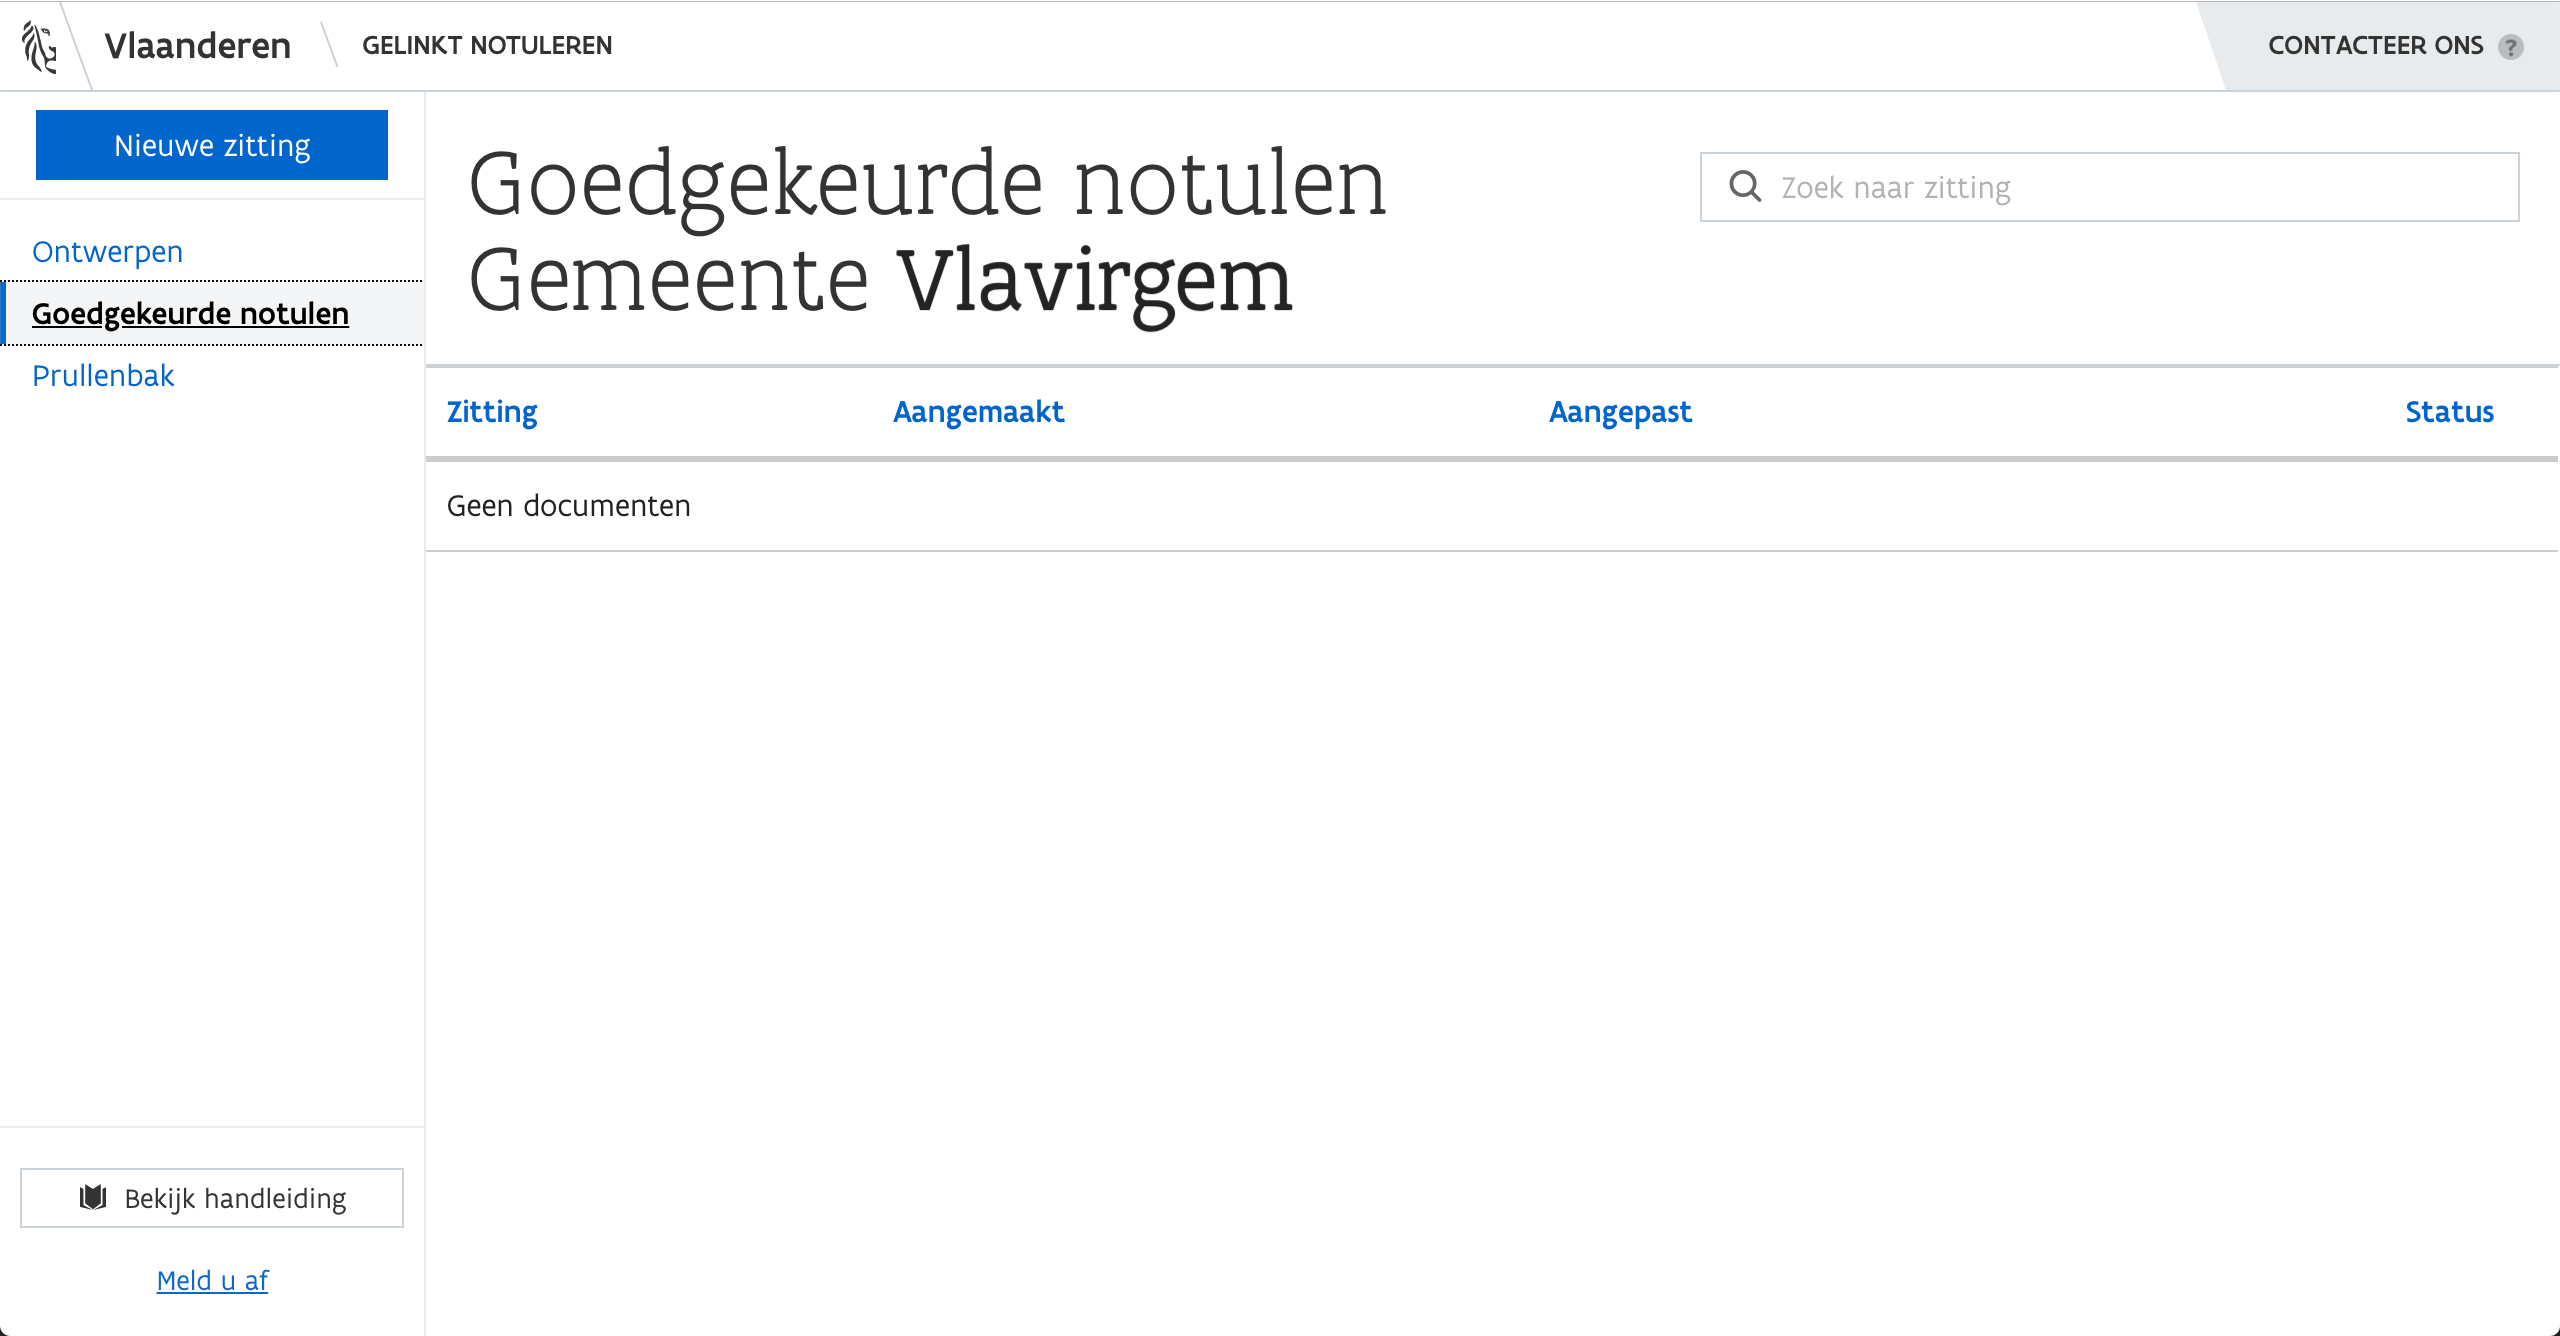 Vlaanderen
GELINKT NOTULEREN
CONTACTEER ONS ?
Nieuwe zitting
Ontwerpen
Goedgekeurde notulen
Prullenbak
Goedgekeurde notulen
Gemeente Vlavirgem
Zoek naar zitting
Zitting Aangemaakt Aangepast Status
Geen documenten
Bekijk handleiding
Meld u af